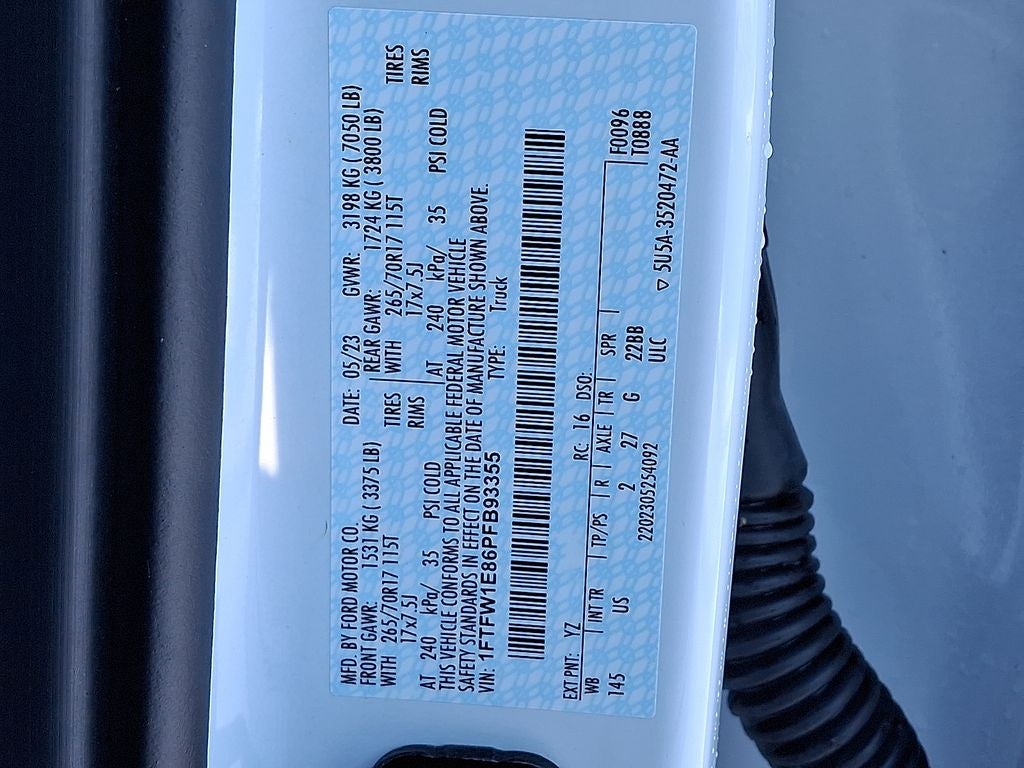 MFD. BY FORD MOTOR CO. DATE: 05/23 GVWR: 3198 KG ( 7050 LB)
FRONT GAWR: 1531 KG ( 3375 LB) REAR GAWR: 1724 KG ( 3800 LB)
WITH 265/70R17 115T TIRES WITH 265/70R17 115T TIRES
17x7.5J RIMS 17x7.5J RIMS
AT 240 kPa/ 35 PSI COLD AT 240 kPa/ 35 PSI COLD
THIS VEHICLE CONFORMS TO ALL APPLICABLE FEDERAL MOTOR VEHICLE
SAFETY STANDARDS IN EFFECT ON THE DATE OF MANUFACTURE SHOWN ABOVE.
VIN: 1FTFW1E86PFB93355 TYPE: Truck
EXT PNT: YZ RC: 16 DSO:
WB INT TR TP/PS R AXLE TR SPR F0096
145 US 2 27 G 22BB T0888
2202305254092 ULC ▽ 5U5A-3520472-AA